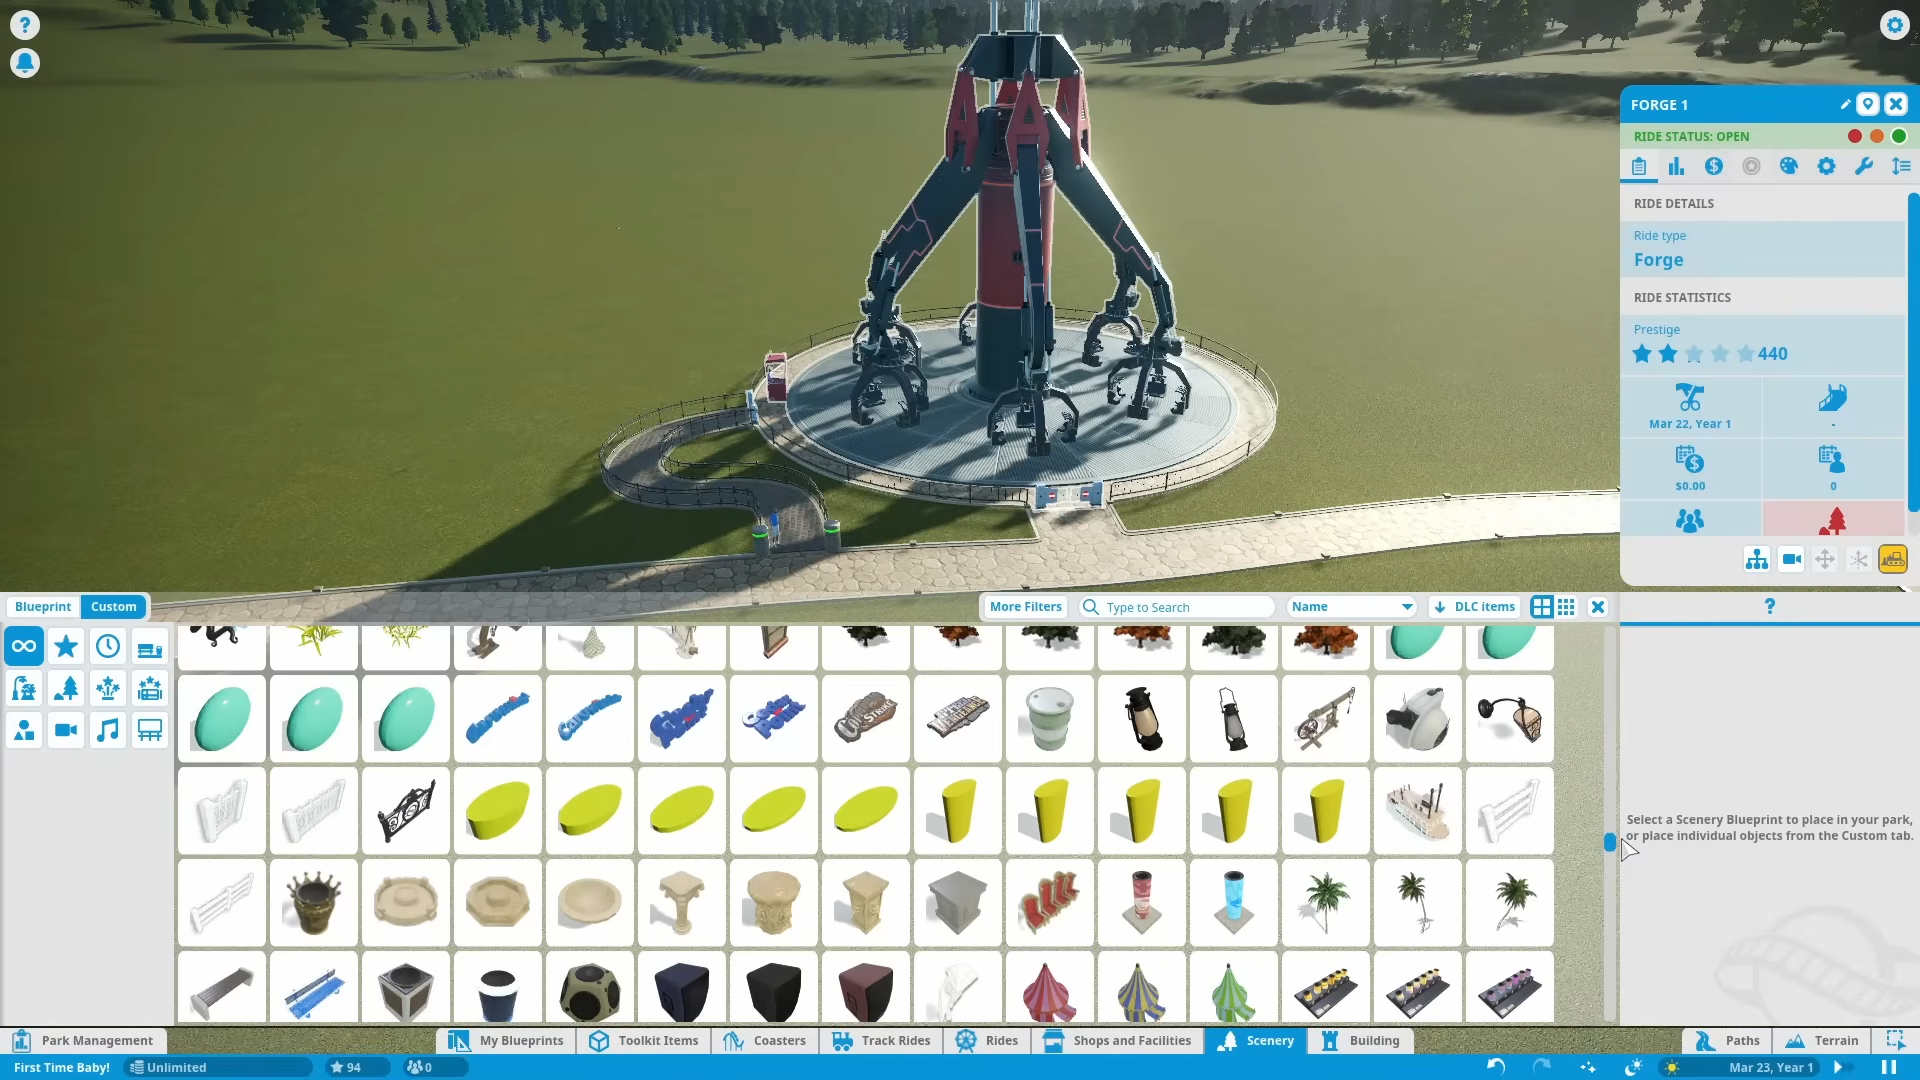 FORGE 1
RIDE STATUS: OPEN
RIDE DETAILS
Ride type
Forge
RIDE STATISTICS
Prestige
440
Mar 22, Year 1
-
$0.00
0
Blueprint
Custom
More Filters
Type to Search
Name
DLC items
?
Select a Scenery Blueprint to place in your park,
or place individual objects from the Custom tab.
Park Management
My Blueprints
Toolkit Items
Coasters
Track Rides
Rides
Shops and Facilities
Scenery
Building
Paths
Terrain
First Time Baby!
Unlimited
94
0
Mar 23, Year 1